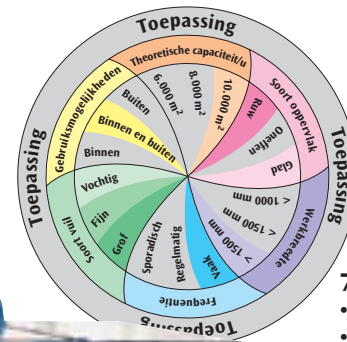 Toepassing
Theoretische capaciteit/u
6.000 m²
8.000 m²
10.000 m²
Soort oppervlak
Ruw
Oneffen
Glad
Toepassing
Werkbreedte
< 1000 mm
< 1500 mm
> 1500 mm
Frequentie
Vaak
Regelmatig
Sporadisch
Toepassing
Soort vuil
Grof
Fijn
Vochtig
Toepassing
Gebruiksmogelijkheden
Binnen
Binnen en buiten
Buiten
7
•
•